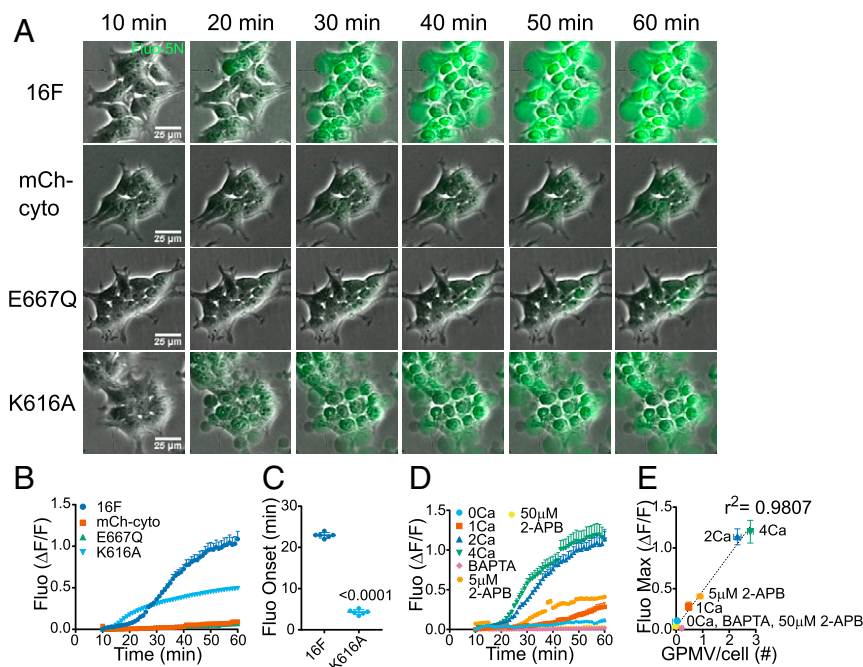 10 min 20 min 30 min 40 min 50 min 60 min
A
Fluo-5N
16F
25 µm
mCh-
cyto
25 µm
E667Q
25 µm
K616A
25 µm
B
Fluo (ΔF/F)
1.5
1.0
0.5
0.0
0 10 20 30 40 50 60
Time (min)
16F
mCh-cyto
E667Q
K616A
C
Fluo Onset (min)
30
20
10
0
<0.0001
16F
K616A
D
Fluo (ΔF/F)
1.5
1.0
0.5
0.0
0 10 20 30 40 50 60
Time (min)
0Ca
1Ca
2Ca
4Ca
BAPTA
5µM
2-APB
50µM
2-APB
E
Fluo Max (ΔF/F)
1.5
1.0
0.5
0.0
0 1 2 3
GPMV/cell (#)
r2= 0.9807
2Ca
4Ca
5µM 2-APB
1Ca
0Ca, BAPTA, 50µM 2-APB